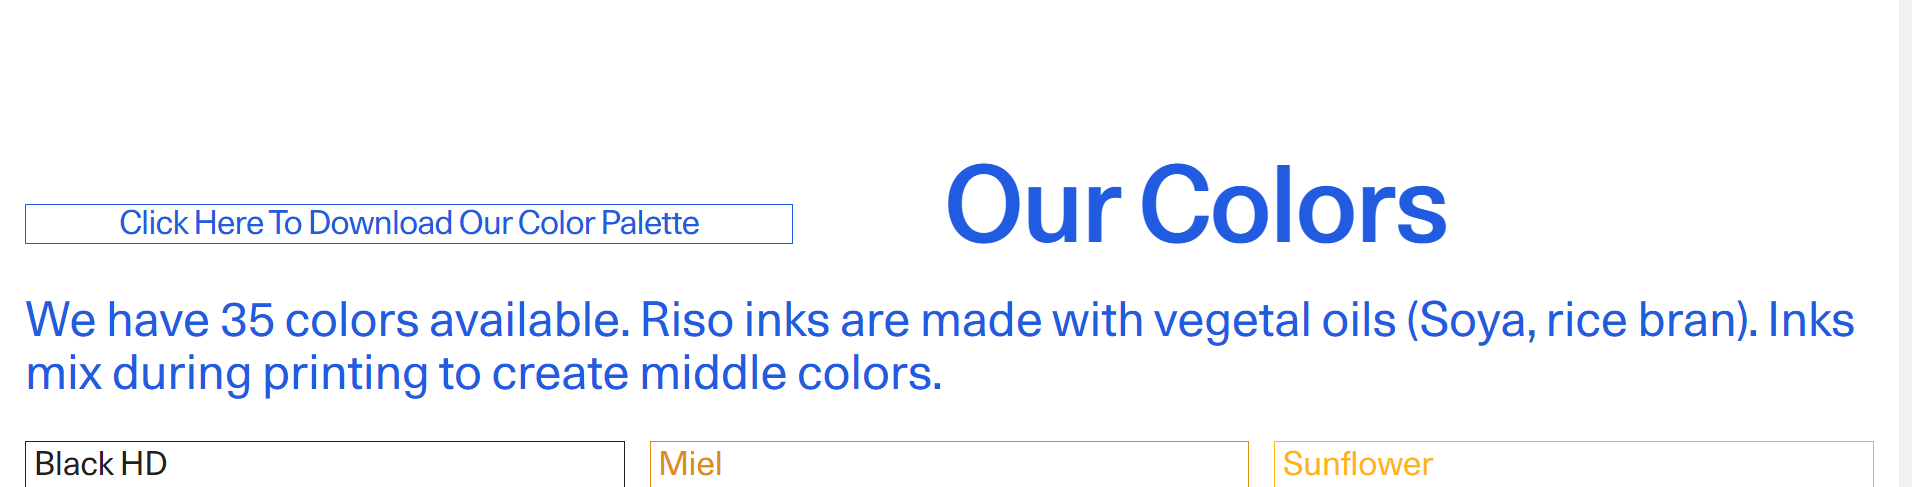 Click Here To Download Our Color Palette
Our Colors
We have 35 colors available. Riso inks are made with vegetal oils (Soya, rice bran). Inks
mix during printing to create middle colors.
Black HD
Miel
Sunflower